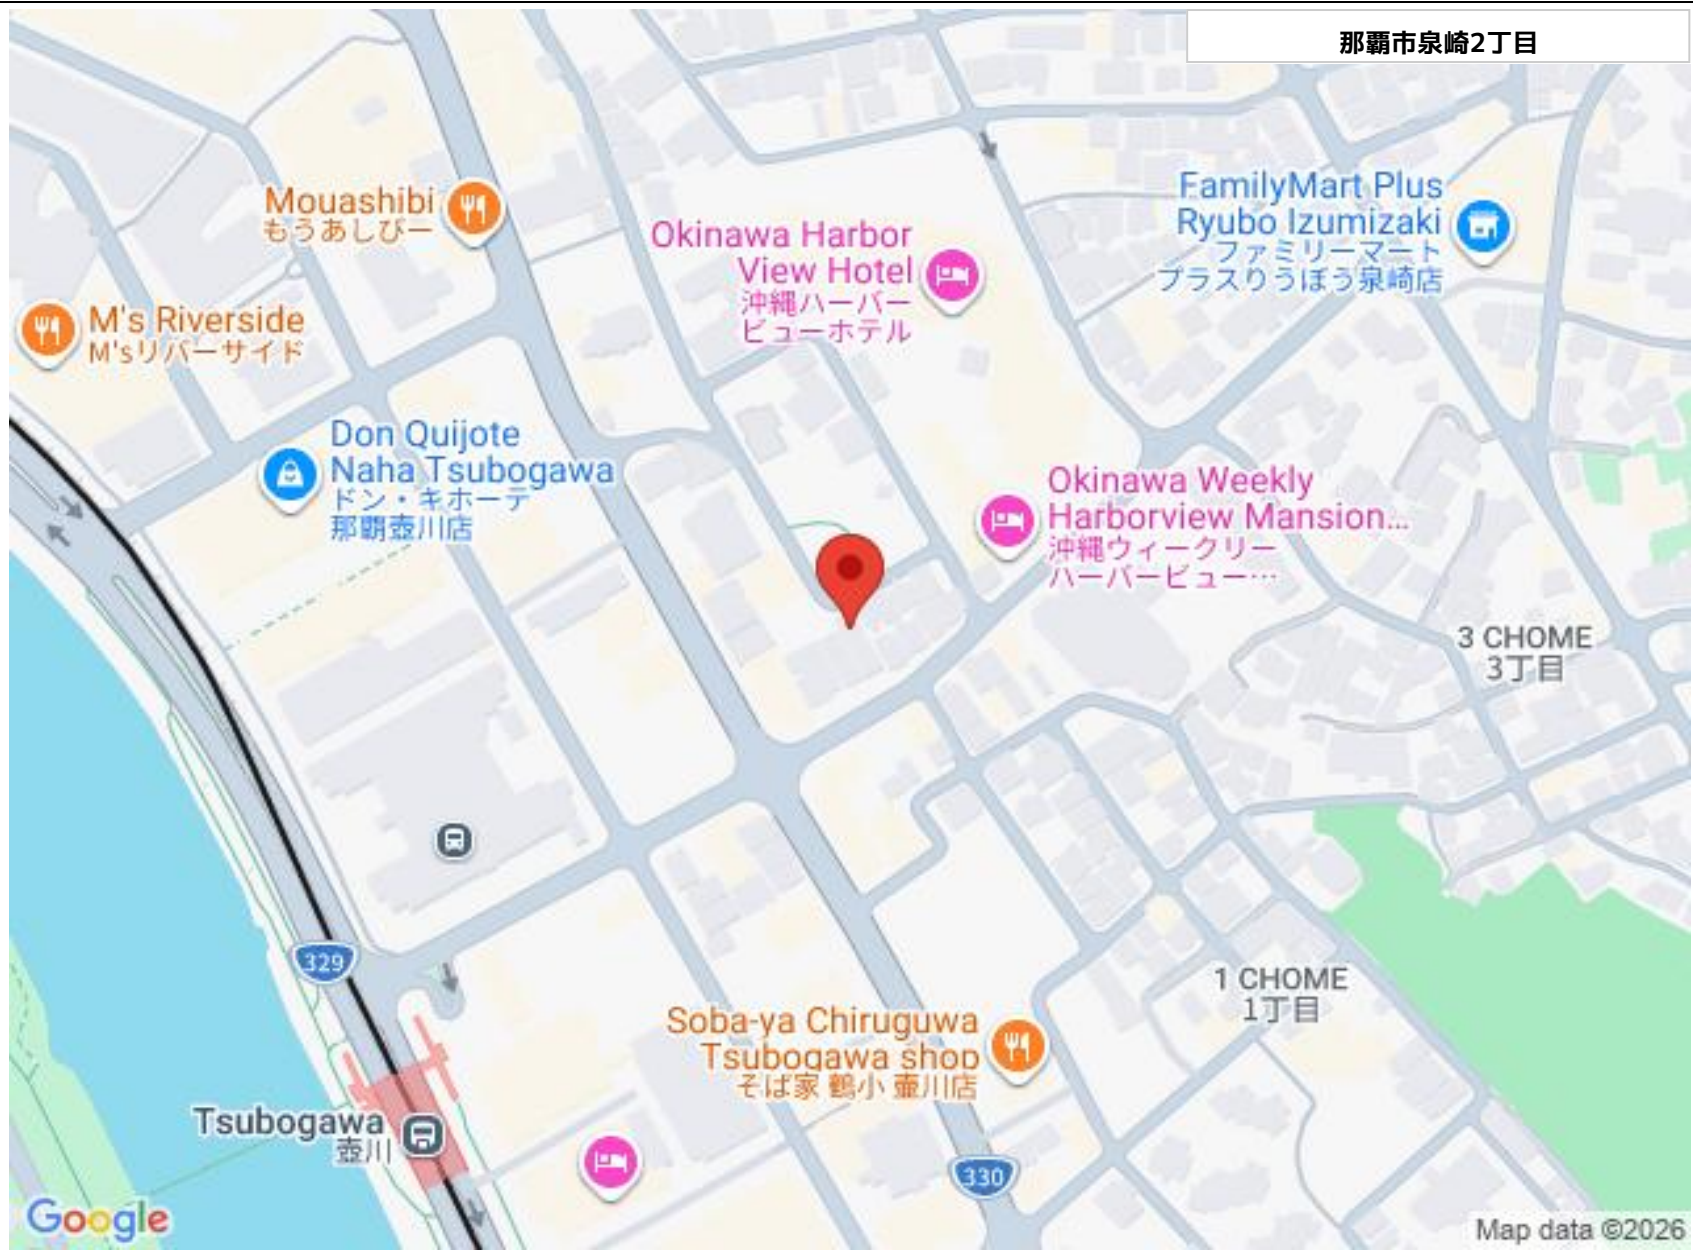 那覇市泉崎2丁目
Mouashibi
もうあしびー
FamilyMart Plus
Ryubo Izumizaki
ファミリーマート
プラスりうぼう泉崎店
Okinawa Harbor
View Hotel
沖縄ハーバー
ビューホテル
M's Riverside
M'sリバーサイド
Don Quijote
Naha Tsubogawa
ドン・キホーテ
那覇壺川店
Okinawa Weekly
Harborview Mansion...
沖縄ウィークリー
ハーバービュー…
3 CHOME
3丁目
329
1 CHOME
1丁目
Soba-ya Chiruguwa
Tsubogawa shop
そば家 鶴小 壷川店
Tsubogawa
壺川
330
Google
Map data ©2026